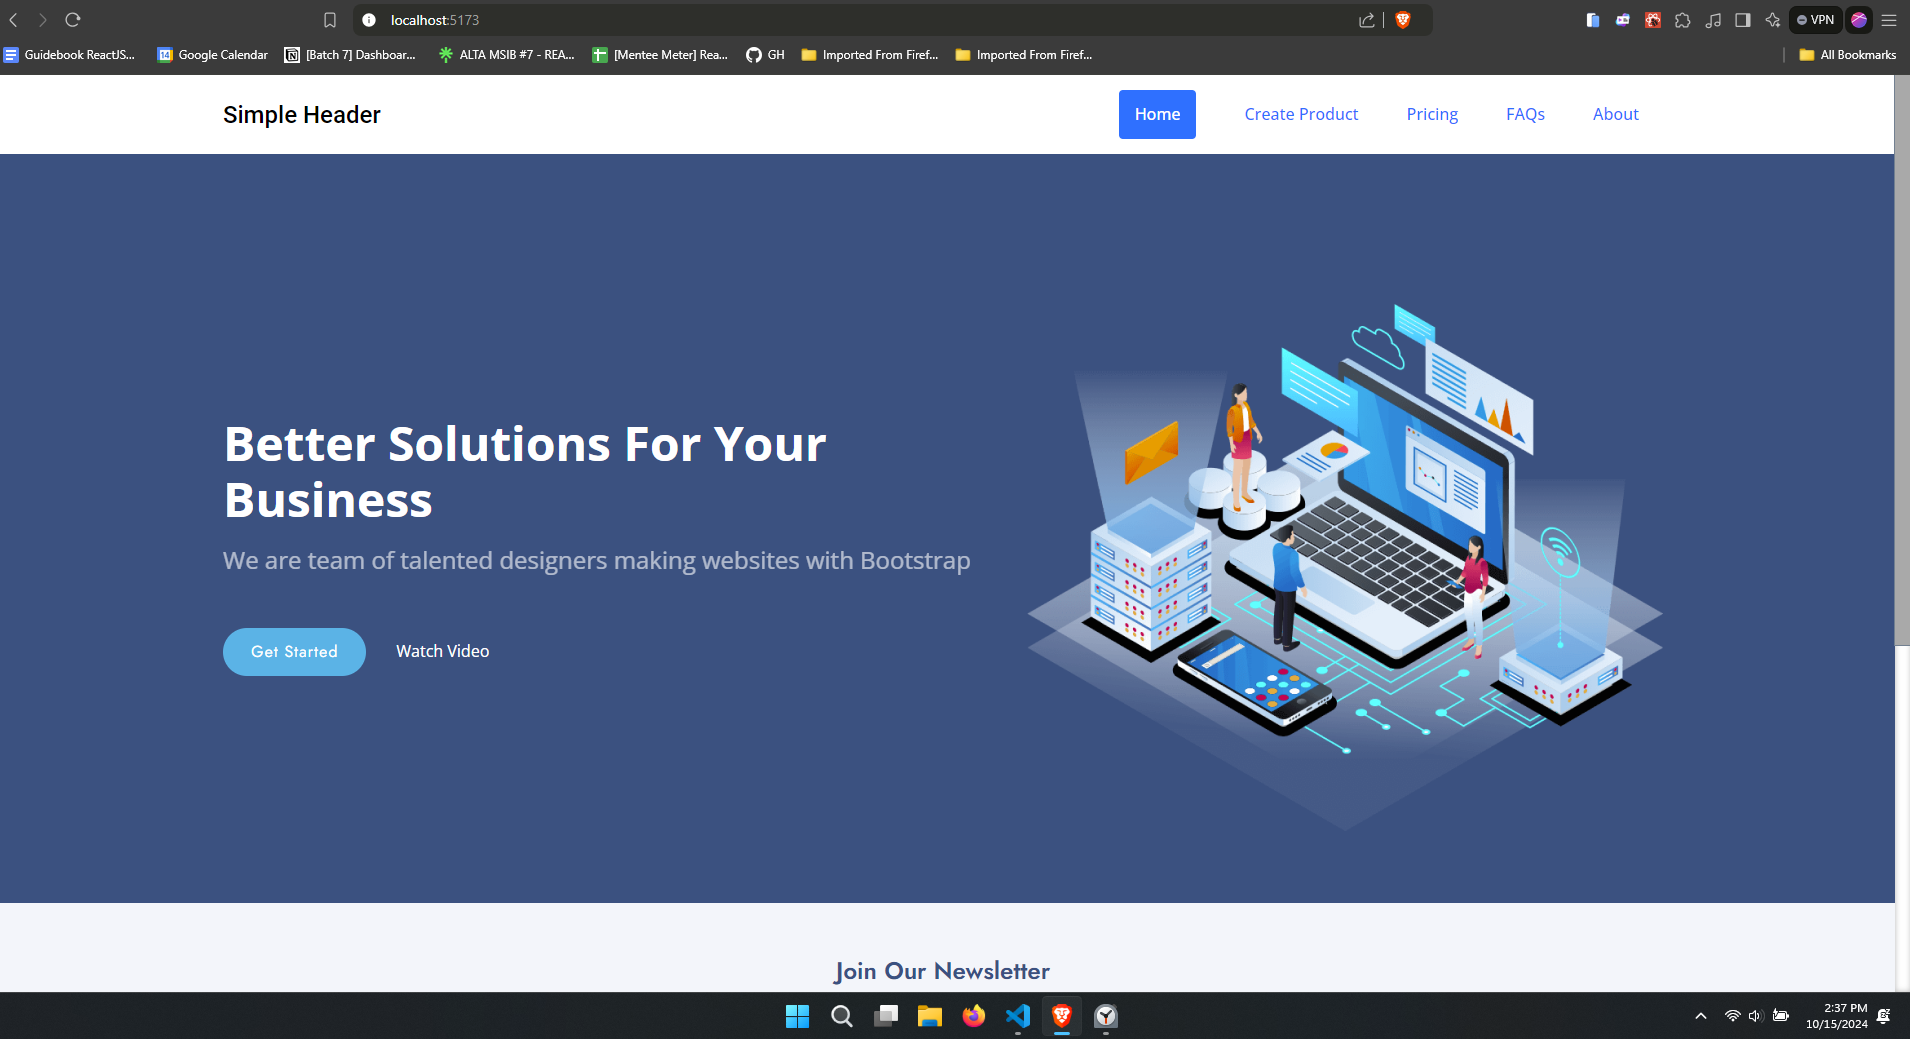 localhost:5173
VPN
Guidebook ReactJS...
14
Google Calendar
[Batch 7] Dashboar...
ALTA MSIB #7 - REA...
[Mentee Meter] Rea...
GH
Imported From Firef...
Imported From Firef...
All Bookmarks
Simple Header
Home
Create Product
Pricing
FAQs
About
Better Solutions For Your
Business
We are team of talented designers making websites with Bootstrap
Get Started
Watch Video
Join Our Newsletter
2:37 PM
10/15/2024